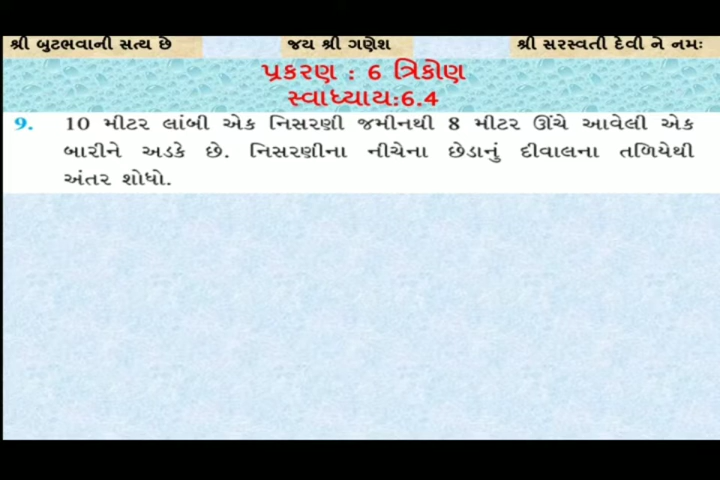 શ્રી બુટભવાની સત્ય છે જય શ્રી ગણેશ શ્રી સરસ્વતી દેવી ને નમઃ
પ્રકરણ : 6 ત્રિકોણ
સ્વાધ્યાય:6.4
9. 10 મીટર લાંબી એક નિસરણી જમીનથી 8 મીટર ઊંચે આવેલી એક
બારીને અડકે છે. નિસરણીના નીચેના છેડાનું દીવાલના તળિયેથી
અંતર શોધો.